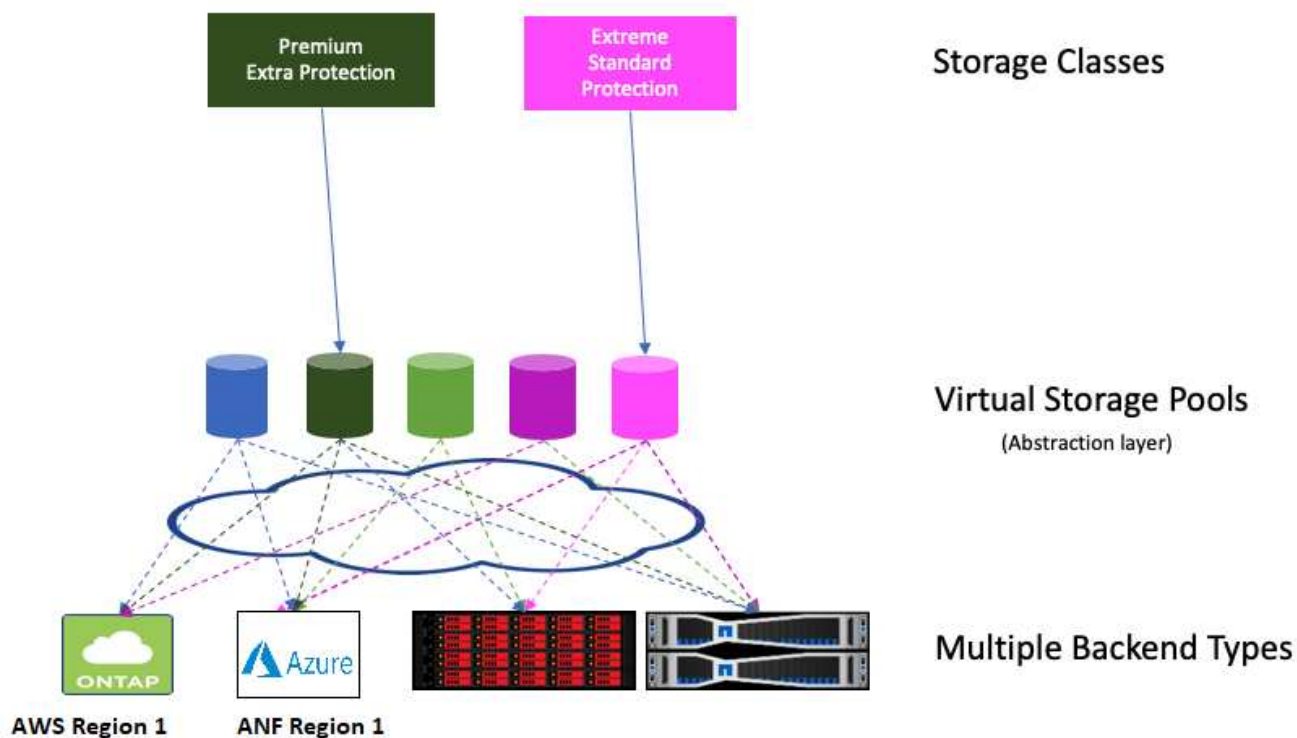 Premium
Extra Protection
Extreme
Standard
Protection
Storage Classes
Virtual Storage Pools
(Abstraction layer)
ONTAP
Azure
Multiple Backend Types
AWS Region 1
ANF Region 1